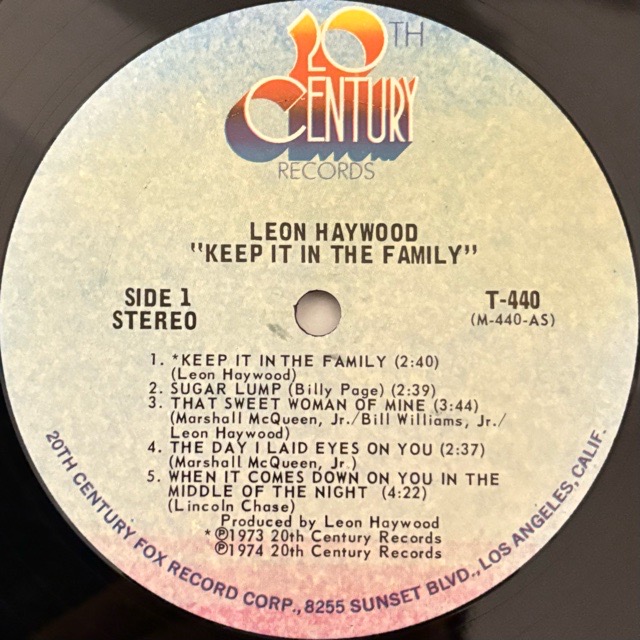 20TH
CENTURY
RECORDS
LEON HAYWOOD
"KEEP IT IN THE FAMILY"
SIDE 1
STEREO
T-440
(M-440-AS)
1. *KEEP IT IN THE FAMILY (2:40)
(Leon Haywood)
2. SUGAR LUMP (Billy Page) (2:39)
3. THAT SWEET WOMAN OF MINE (3:44)
(Marshall McQueen, Jr./Bill Williams, Jr./
Leon Haywood)
4. THE DAY I LAID EYES ON YOU (2:37)
(Marshall McQueen, Jr.)
5. WHEN IT COMES DOWN ON YOU IN THE
MIDDLE OF THE NIGHT (4:22)
(Lincoln Chase)
Produced by Leon Haywood
*℗1973 20th Century Records
℗1974 20th Century Records
20TH CENTURY FOX RECORD CORP., 8255 SUNSET BLVD., LOS ANGELES, CALIF.